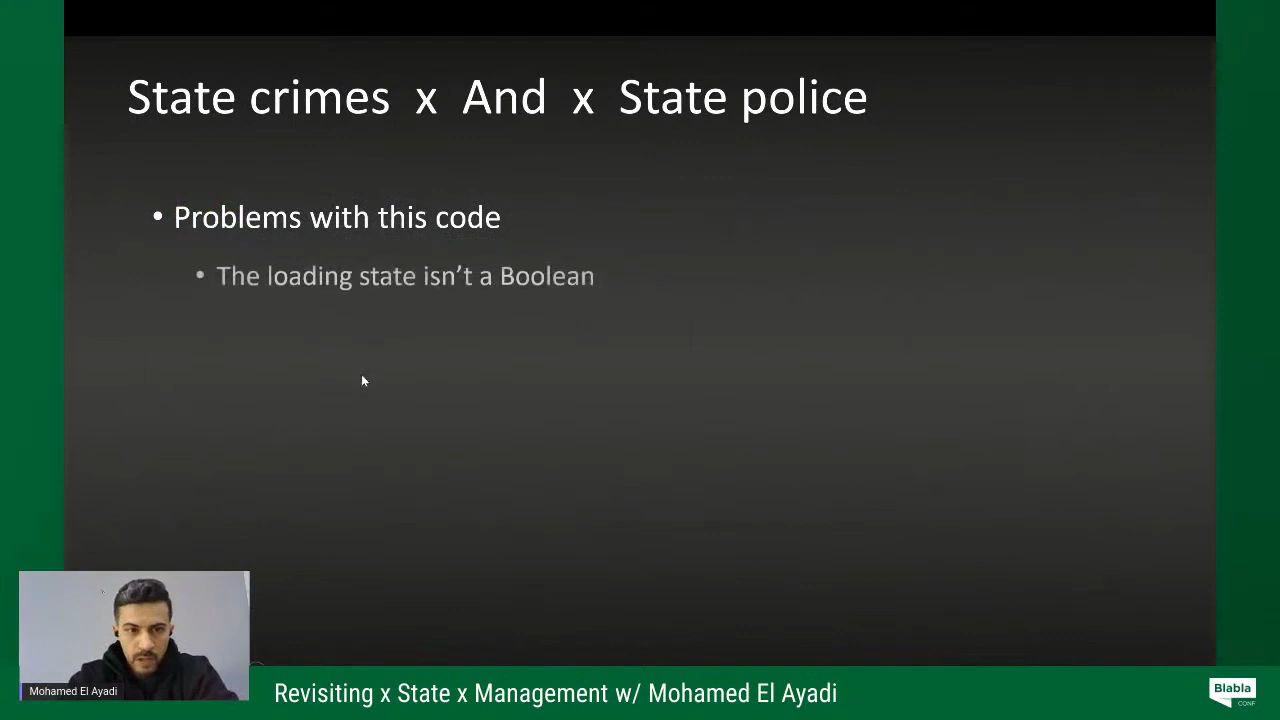 State crimes x And x State police
• Problems with this code
• The loading state isn’t a Boolean
Mohamed El Ayadi
Revisiting x State x Management w/ Mohamed El Ayadi
Blabla
CONF